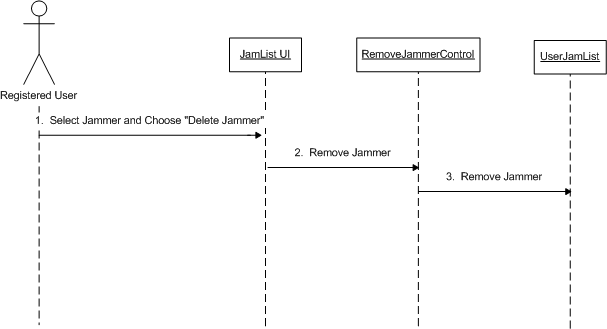 JamList UI
RemoveJammerControl
UserJamList
Registered User
1. Select Jammer and Choose "Delete Jammer"
2. Remove Jammer
3. Remove Jammer